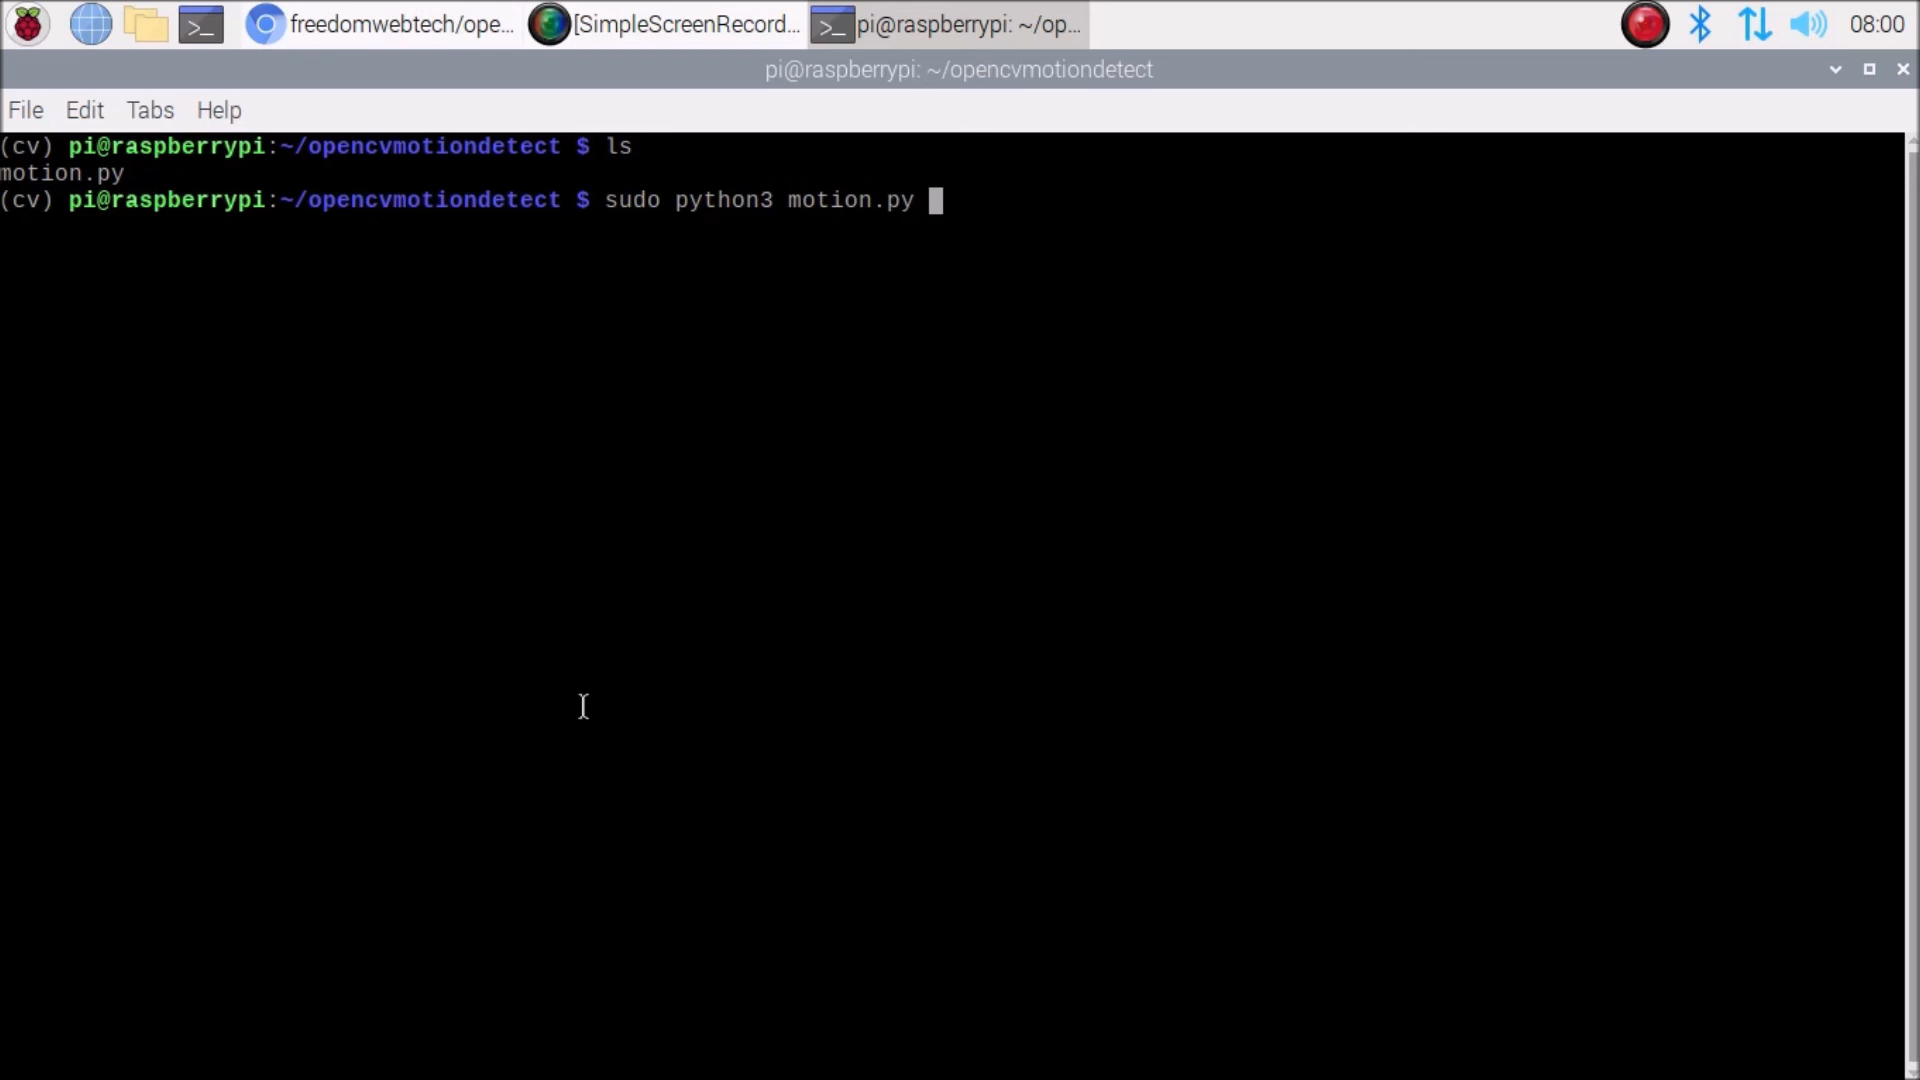 freedomwebtech/ope...
[SimpleScreenRecord...
pi@raspberrypi: ~/op...
08:00
pi@raspberrypi: ~/opencvmotiondetect
File Edit Tabs Help
(cv) pi@raspberrypi:~/opencvmotiondetect $ ls
motion.py
(cv) pi@raspberrypi:~/opencvmotiondetect $ sudo python3 motion.py